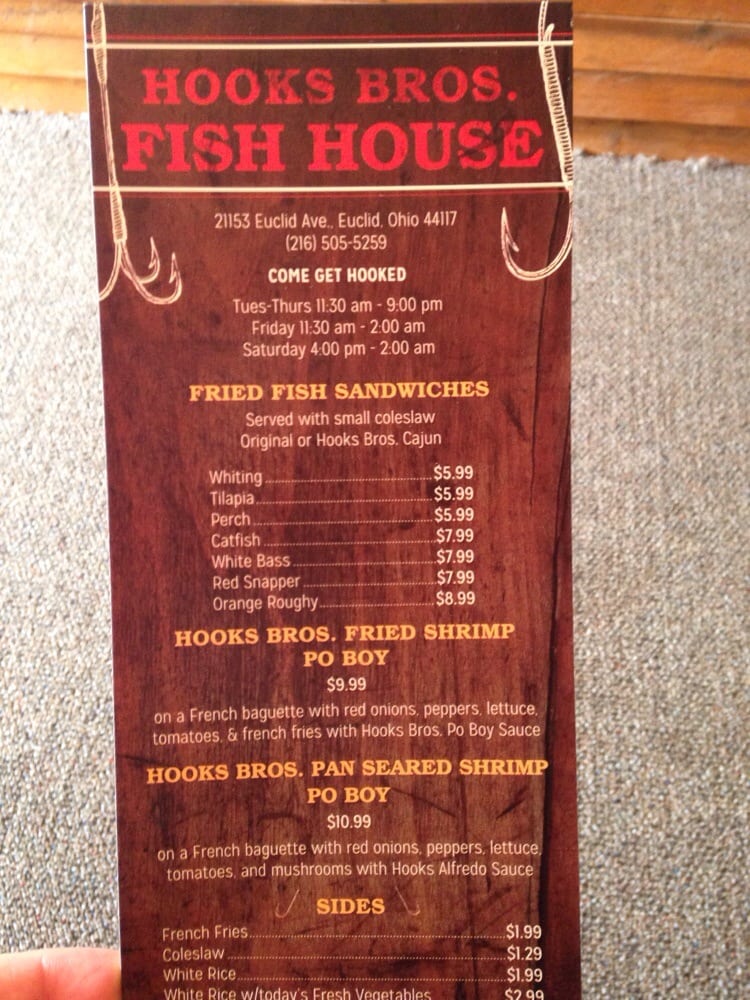 HOOKS BROS.
FISH HOUSE
21153 Euclid Ave., Euclid, Ohio 44117
(216) 505-5259
COME GET HOOKED
Tues-Thurs 11:30 am - 9:00 pm
Friday 11:30 am - 2:00 am
Saturday 4:00 pm - 2:00 am
FRIED FISH SANDWICHES
Served with small coleslaw
Original or Hooks Bros. Cajun
Whiting $5.99
Tilapia $5.99
Perch $5.99
Catfish $7.99
White Bass $7.99
Red Snapper $7.99
Orange Roughy $8.99
HOOKS BROS. FRIED SHRIMP
PO BOY
$9.99
on a French baguette with red onions, peppers, lettuce,
tomatoes, & french fries with Hooks Bros. Po Boy Sauce
HOOKS BROS. PAN SEARED SHRIMP
PO BOY
$10.99
on a French baguette with red onions, peppers, lettuce,
tomatoes, and mushrooms with Hooks Alfredo Sauce
SIDES
French Fries $1.99
Coleslaw $1.29
White Rice $1.99
White Rice w/today's Fresh Vegetables $2.99